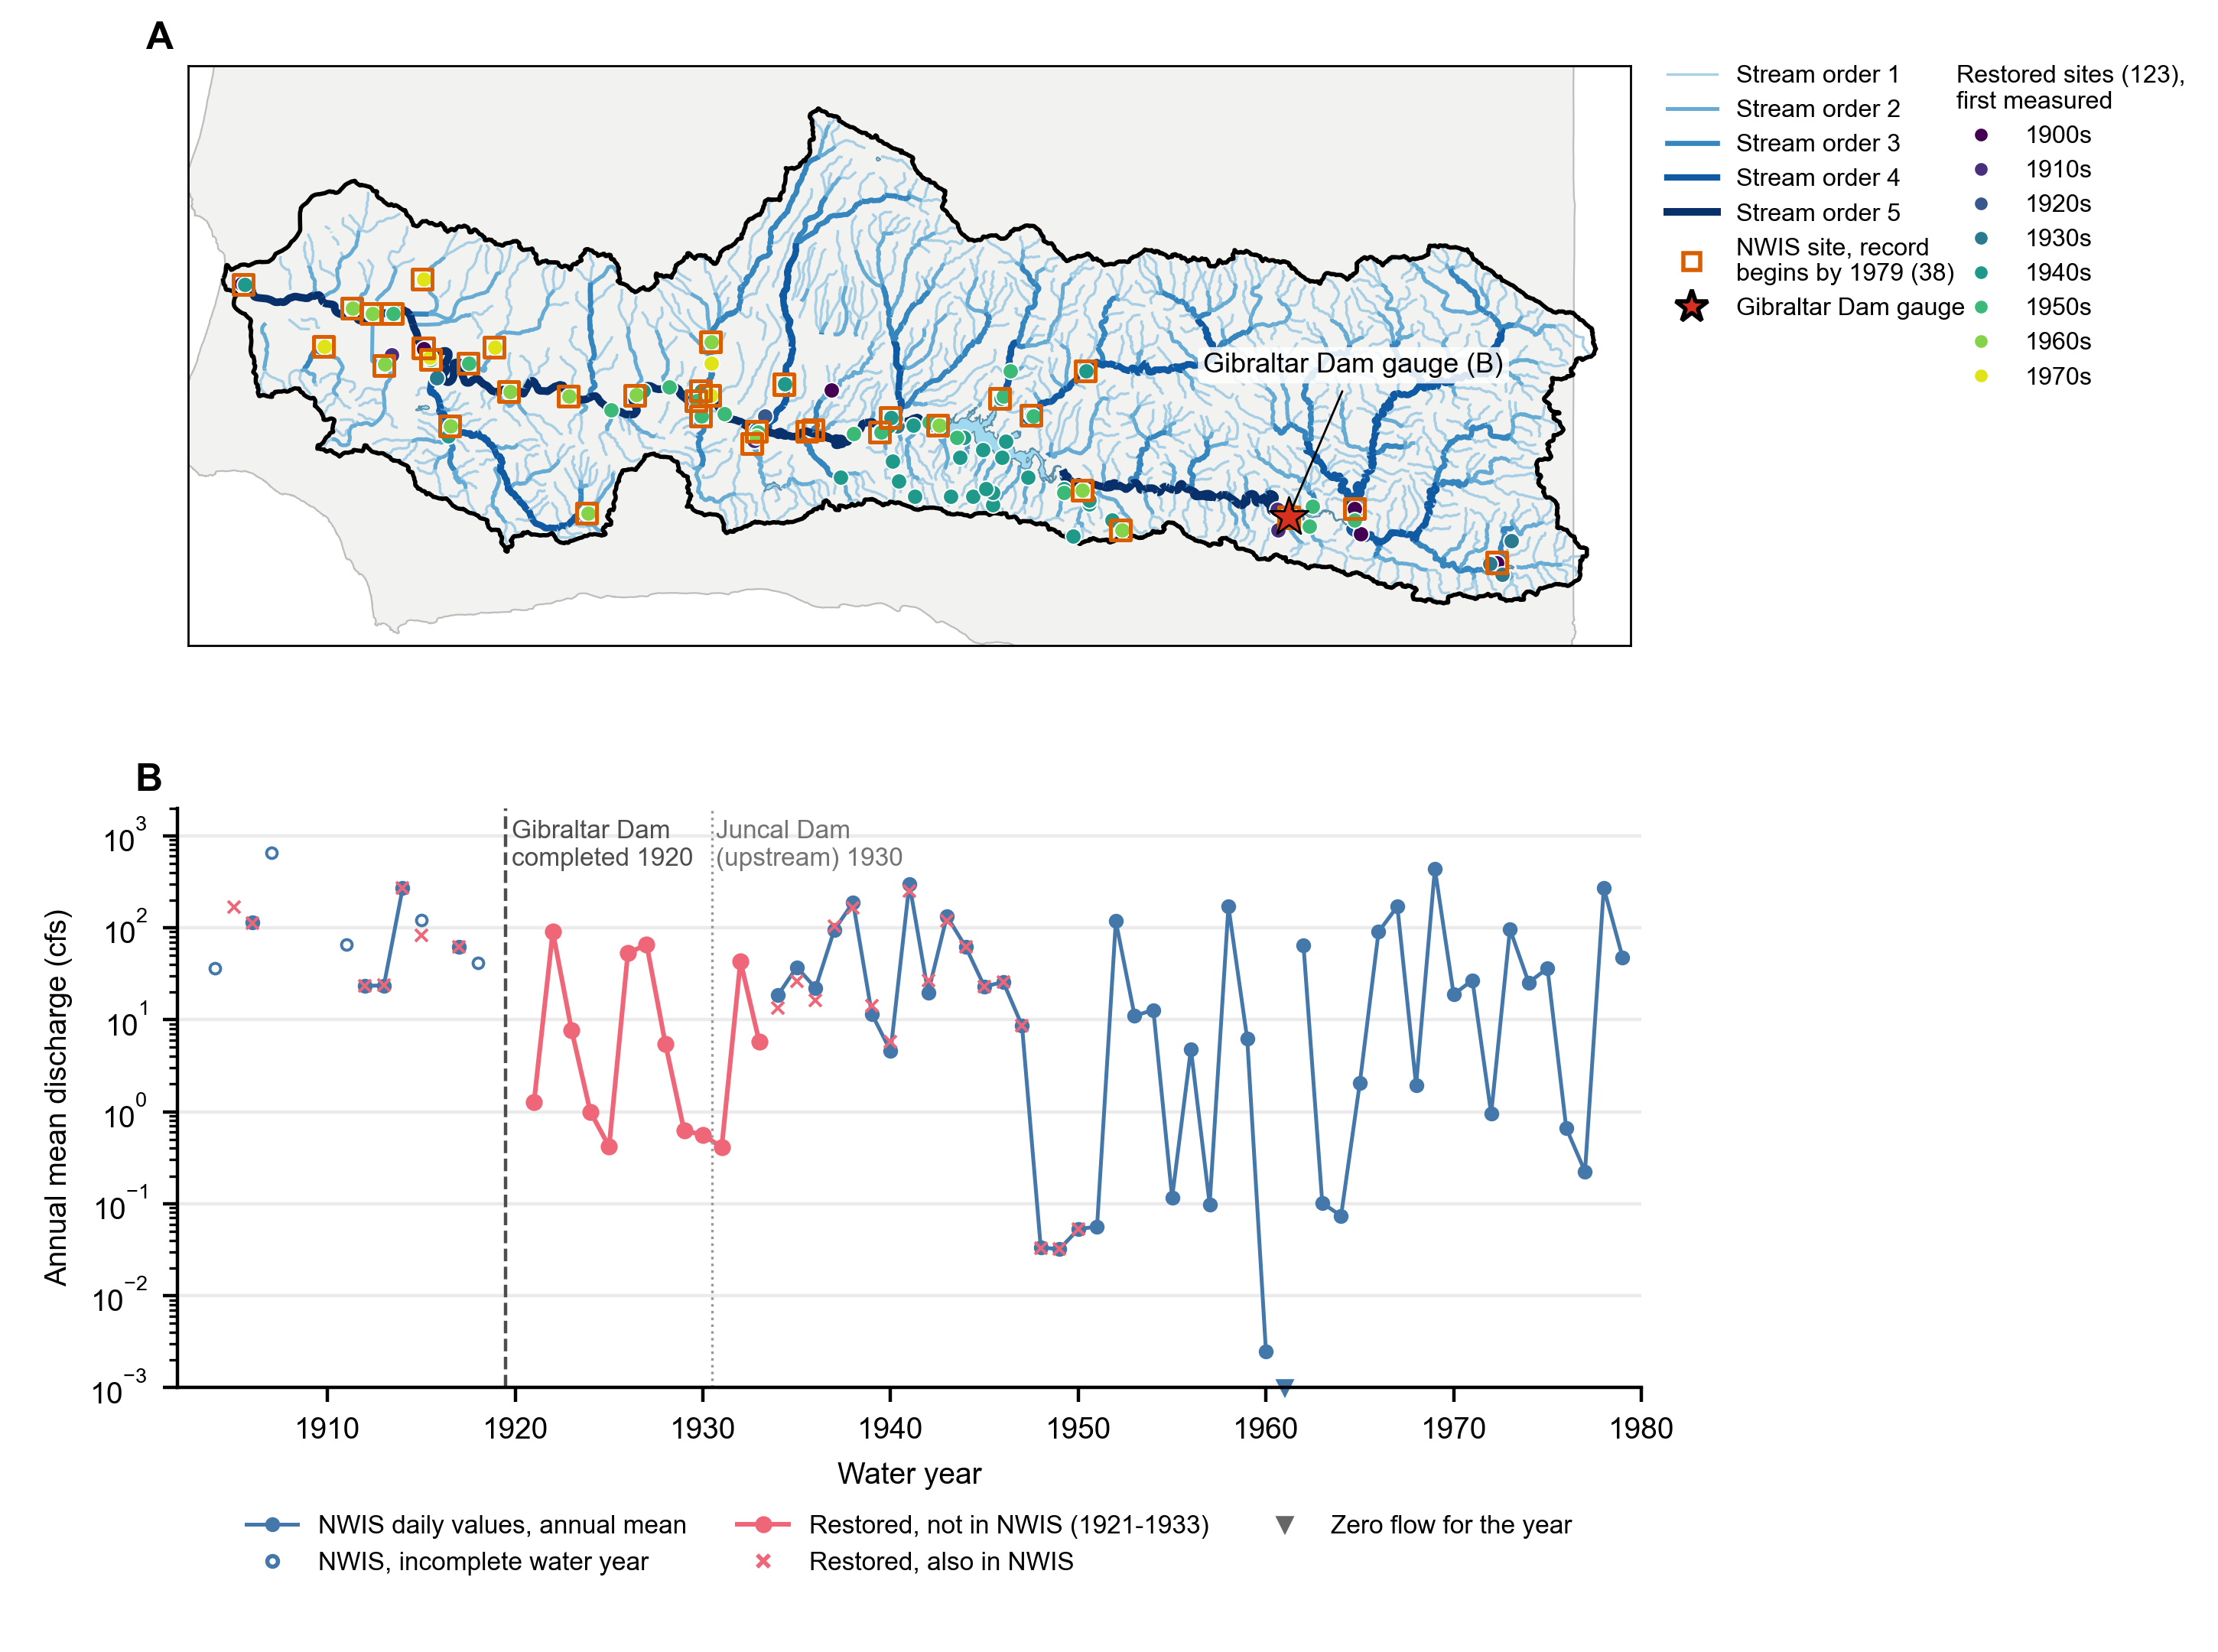 A
Stream order 1
Stream order 2
Stream order 3
Stream order 4
Stream order 5
NWIS site, record
begins by 1979 (38)
Gibraltar Dam gauge
Restored sites (123),
first measured
1900s
1910s
1920s
1930s
1940s
1950s
1960s
1970s
Gibraltar Dam gauge (B)
B
Gibraltar Dam
completed 1920
Juncal Dam
(upstream) 1930
Annual mean discharge (cfs)
10³
10²
10¹
10⁰
10⁻¹
10⁻²
10⁻³
1910 1920 1930 1940 1950 1960 1970 1980
Water year
NWIS daily values, annual mean
NWIS, incomplete water year
Restored, not in NWIS (1921-1933)
Restored, also in NWIS
Zero flow for the year